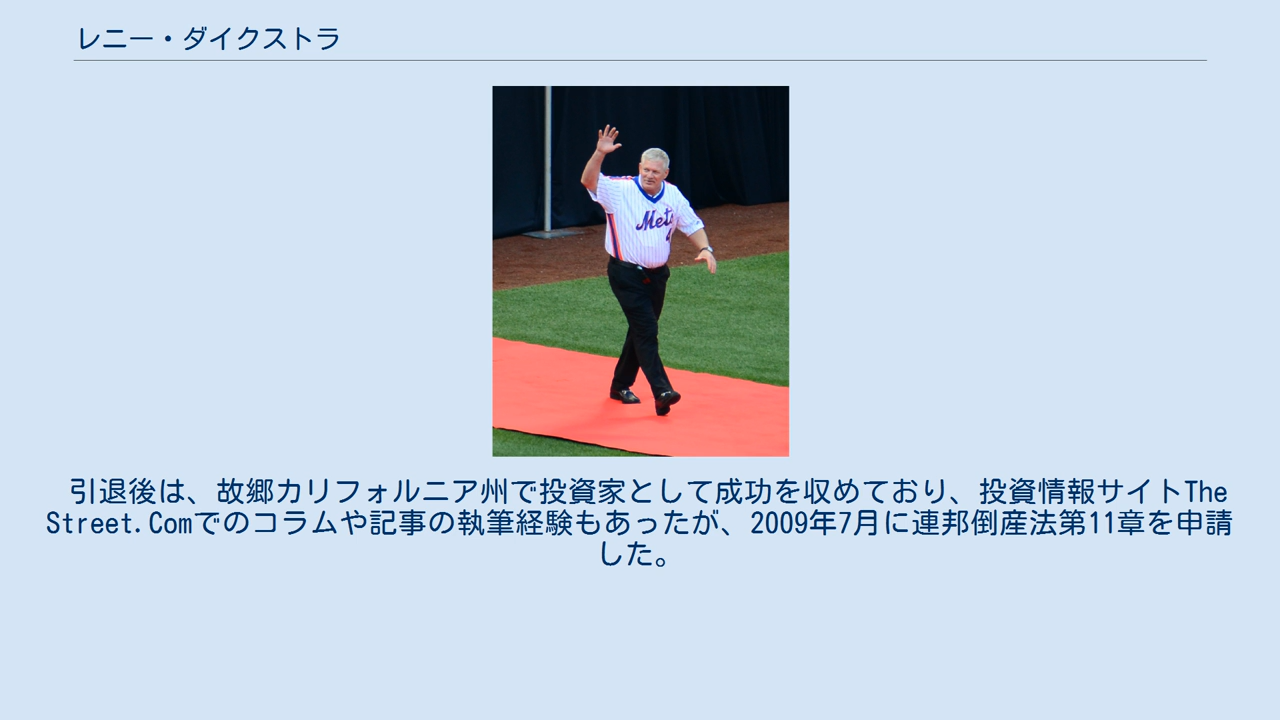 レニー・ダイクストラ
Mets
引退後は、故郷カリフォルニア州で投資家として成功を収めており、投資情報サイトThe
Street.Comでのコラムや記事の執筆経験もあったが、2009年7月に連邦倒産法第11章を申請
した。